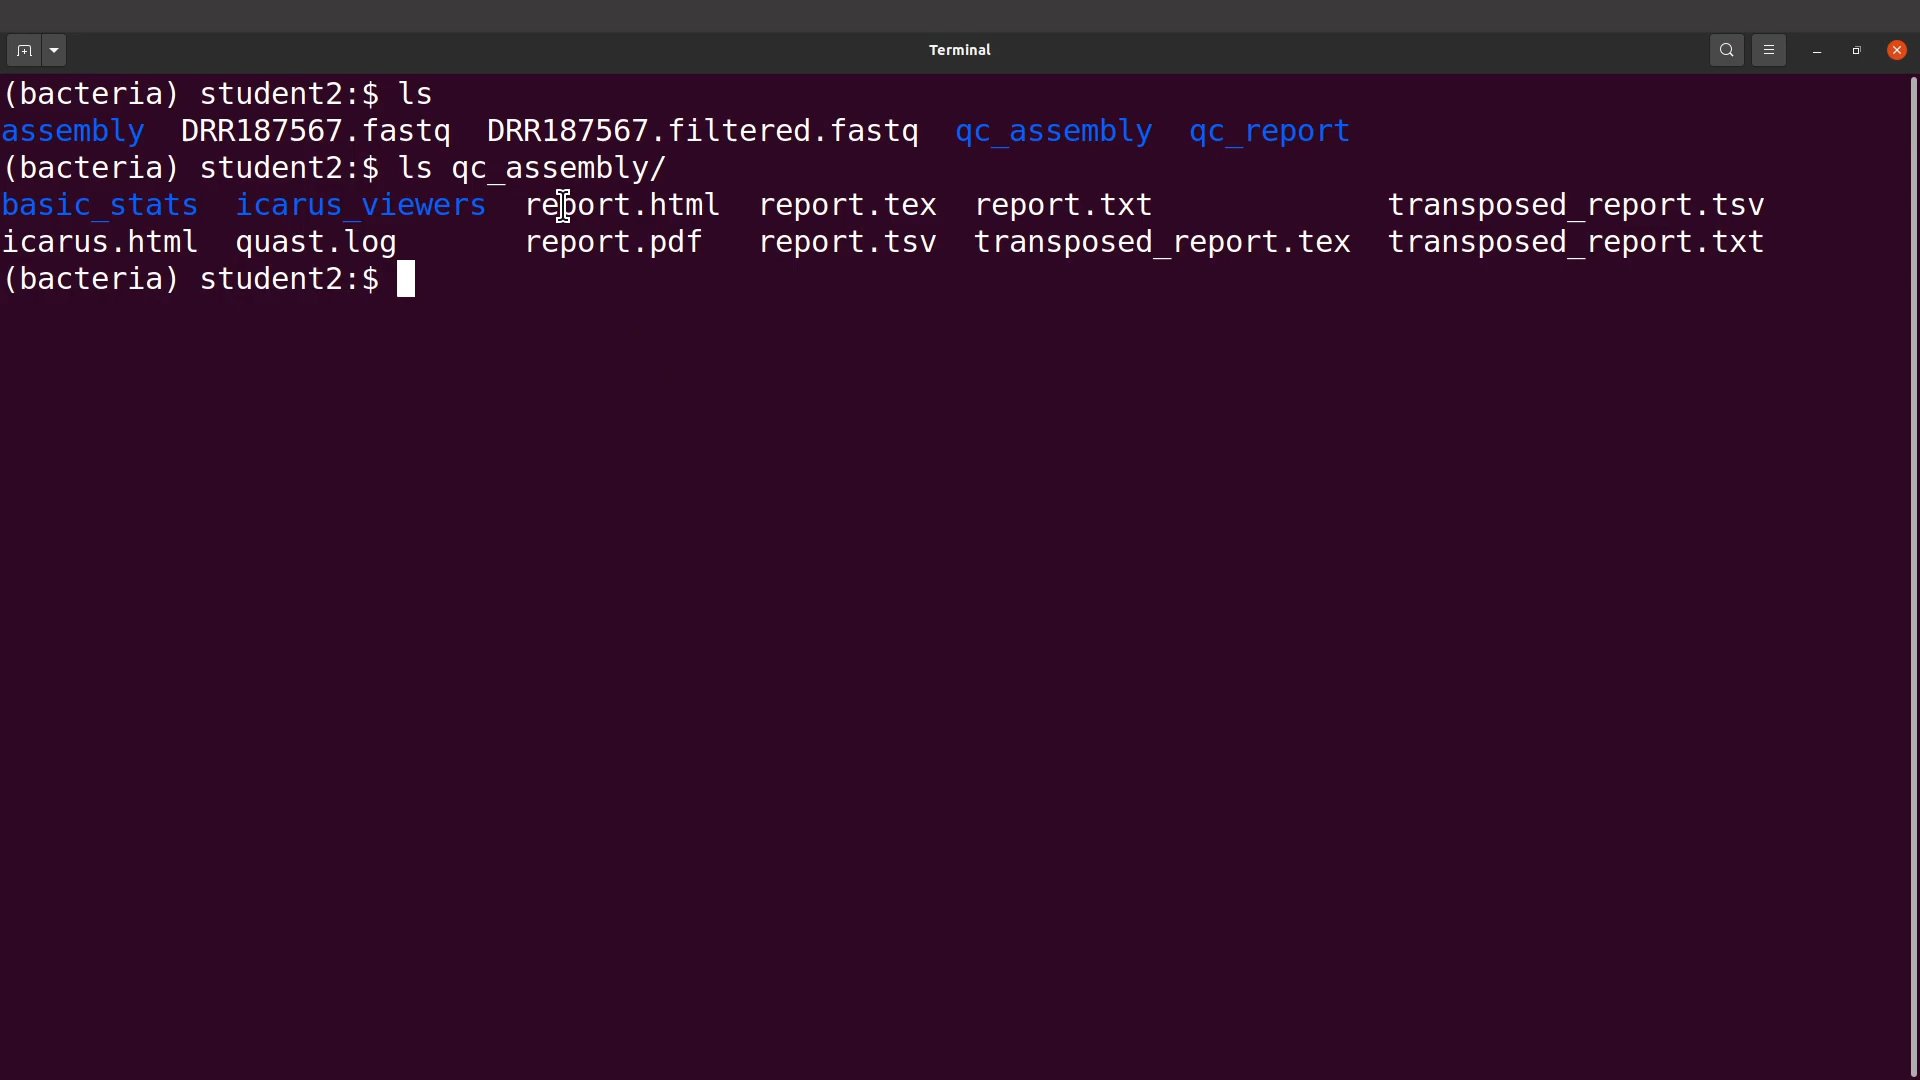 Terminal
(bacteria) student2:$ ls
assembly  DRR187567.fastq  DRR187567.filtered.fastq  qc_assembly  qc_report
(bacteria) student2:$ ls qc_assembly/
basic_stats  icarus_viewers  report.html  report.tex  report.txt             transposed_report.tsv
icarus.html  quast.log       report.pdf   report.tsv  transposed_report.tex  transposed_report.txt
(bacteria) student2:$